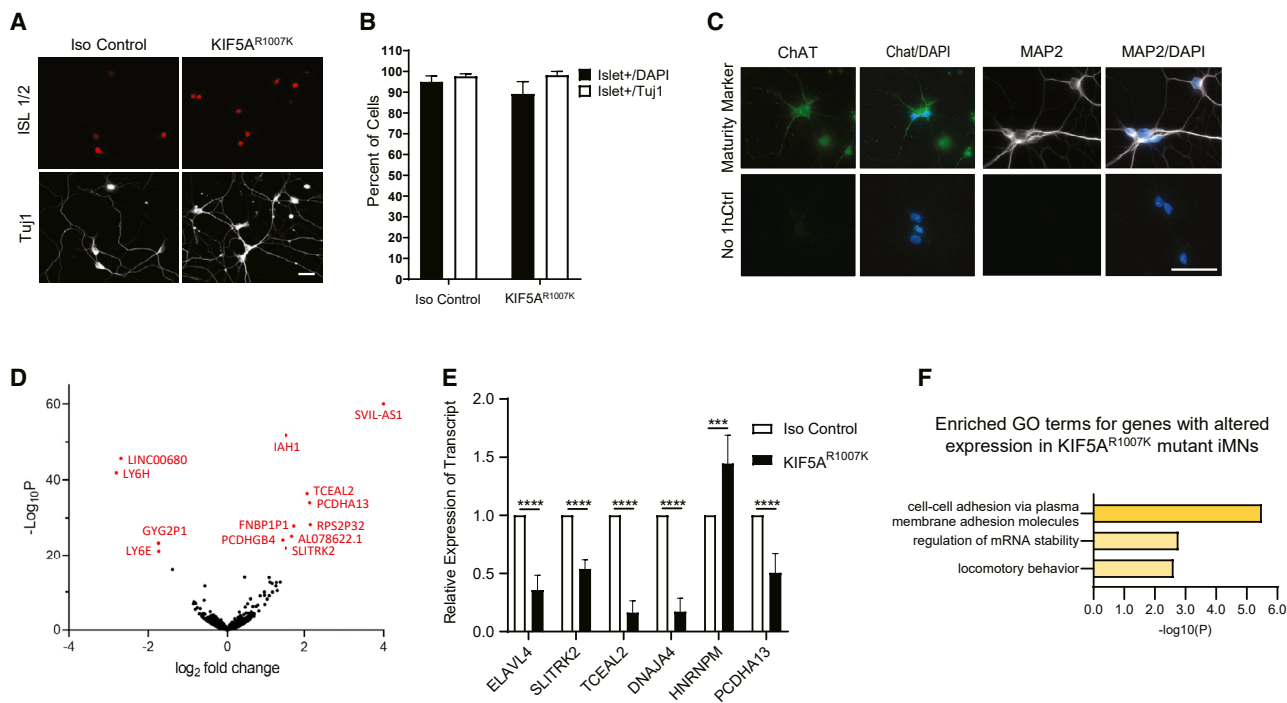 A
Iso Control
KIF5A^R1007K
ISL 1/2
Tuj1
B
110
100
90
80
70
60
50
40
30
20
10
0
Percent of Cells
Iso Control
KIF5A^R1007K
Islet+/DAPI
Islet+/Tuj1
C
ChAT
Chat/DAPI
MAP2
MAP2/DAPI
Maturity Marker
No 1hCtrl
D
60
40
20
0
-Log10P
-4
-2
0
2
4
log2 fold change
SVIL-AS1
IAH1
LINC00680
LY6H
TCEAL2
PCDHA13
FNBP1P1
RPS2P32
GYG2P1
AL078622.1
PCDHGB4
LY6E
SLITRK2
E
2.0
1.5
1.0
0.5
0.0
Relative Expression of Transcript
Iso Control
KIF5A^R1007K
****
****
****
****
***
****
ELAVL4
SLITRK2
TCEAL2
DNAJA4
HNRNPM
PCDHA13
F
Enriched GO terms for genes with altered
expression in KIF5A^R1007K mutant iMNs
cell-cell adhesion via plasma
membrane adhesion molecules
regulation of mRNA stability
locomotory behavior
0.0
1.0
2.0
3.0
4.0
5.0
6.0
-log10(P)